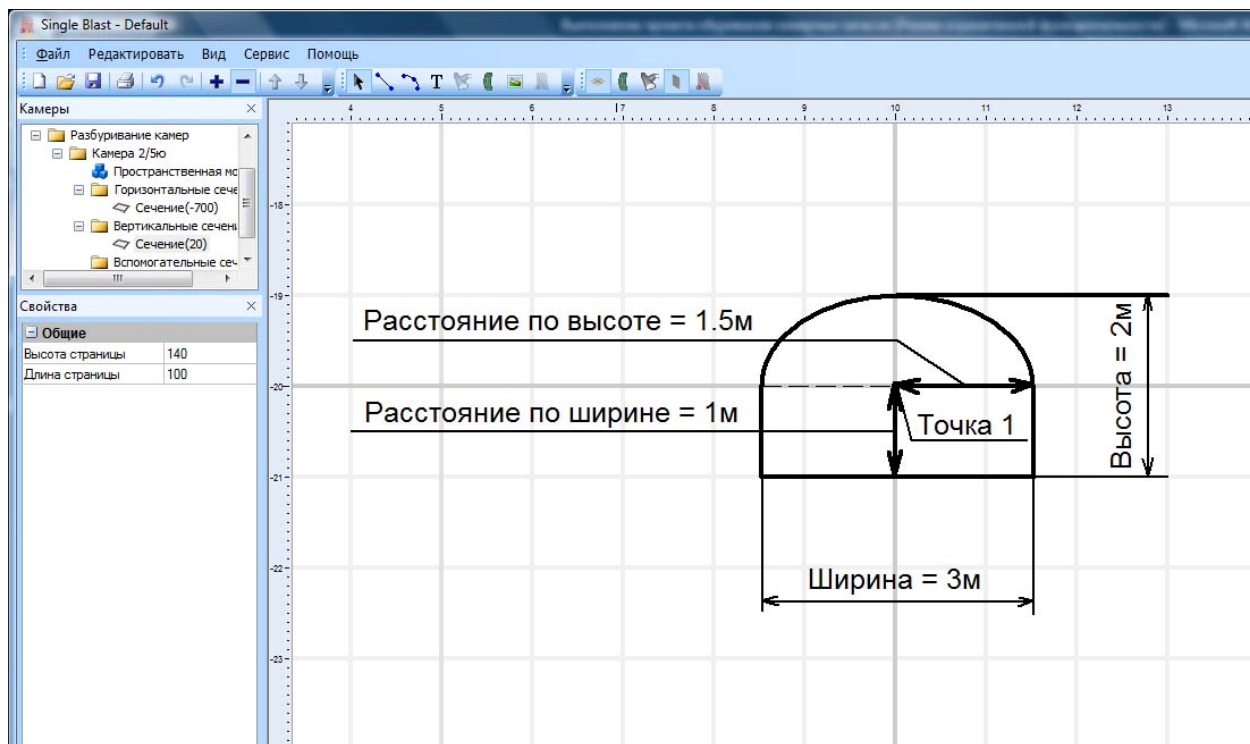 Single Blast - Default
Файл Редактировать Вид Сервис Помощь
T
Камеры
Разбуривание камер
Камера 2/5ю
Пространственная мо
Горизонтальные сече
Сечение(-700)
Вертикальные сечени
Сечение(20)
Вспомогательные сеч
Свойства
Общие
Высота страницы 140
Длина страницы 100
4 5 6 7 8 9 10 11 12 13
-18
-19
-20
-21
-22
-23
Расстояние по высоте = 1.5м
Расстояние по ширине = 1м
Точка 1
Высота = 2м
Ширина = 3м